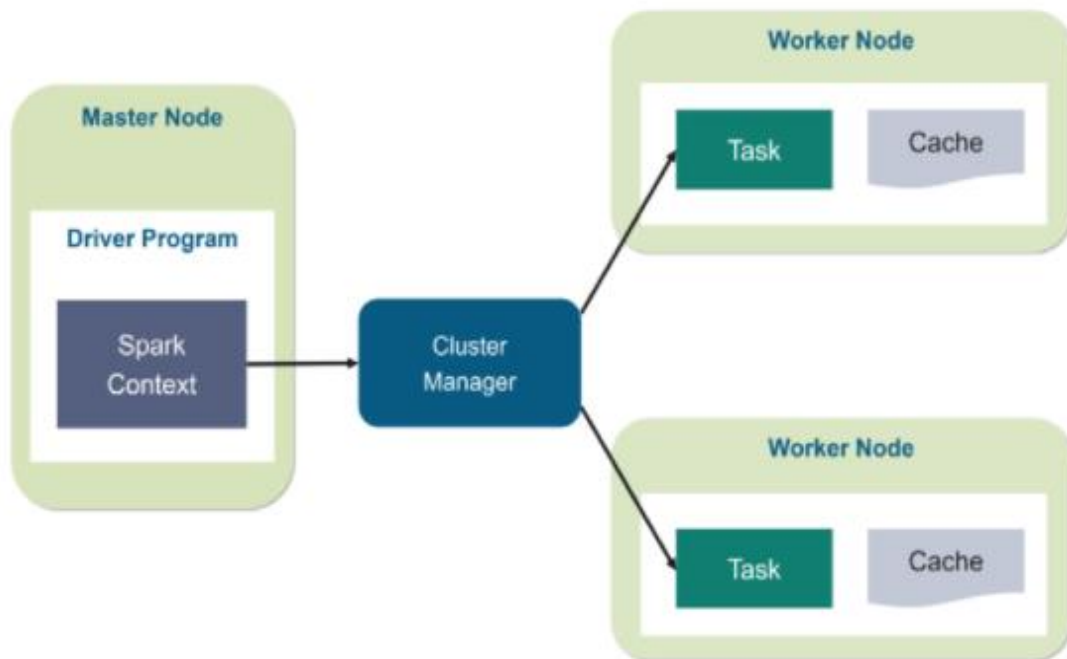 Master Node
Driver Program
Spark
Context
Cluster
Manager
Worker Node
Task
Cache
Worker Node
Task
Cache